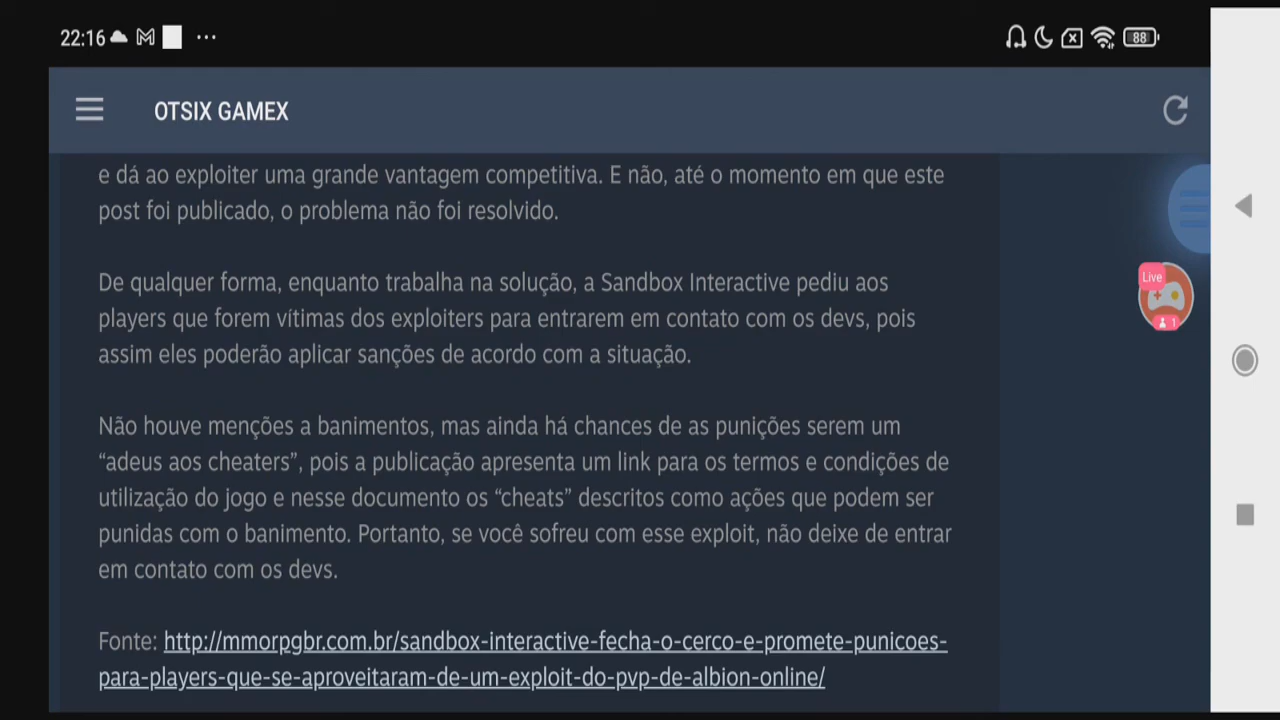 22:16
88
OTSIX GAMEX
e dá ao exploiter uma grande vantagem competitiva. E não, até o momento em que este
post foi publicado, o problema não foi resolvido.
De qualquer forma, enquanto trabalha na solução, a Sandbox Interactive pediu aos
players que forem vítimas dos exploiters para entrarem em contato com os devs, pois
assim eles poderão aplicar sanções de acordo com a situação.
Live
1
Não houve menções a banimentos, mas ainda há chances de as punições serem um
“adeus aos cheaters”, pois a publicação apresenta um link para os termos e condições de
utilização do jogo e nesse documento os “cheats” descritos como ações que podem ser
punidas com o banimento. Portanto, se você sofreu com esse exploit, não deixe de entrar
em contato com os devs.
Fonte: http://mmorpgbr.com.br/sandbox-interactive-fecha-o-cerco-e-promete-punicoes-
para-players-que-se-aproveitaram-de-um-exploit-do-pvp-de-albion-online/